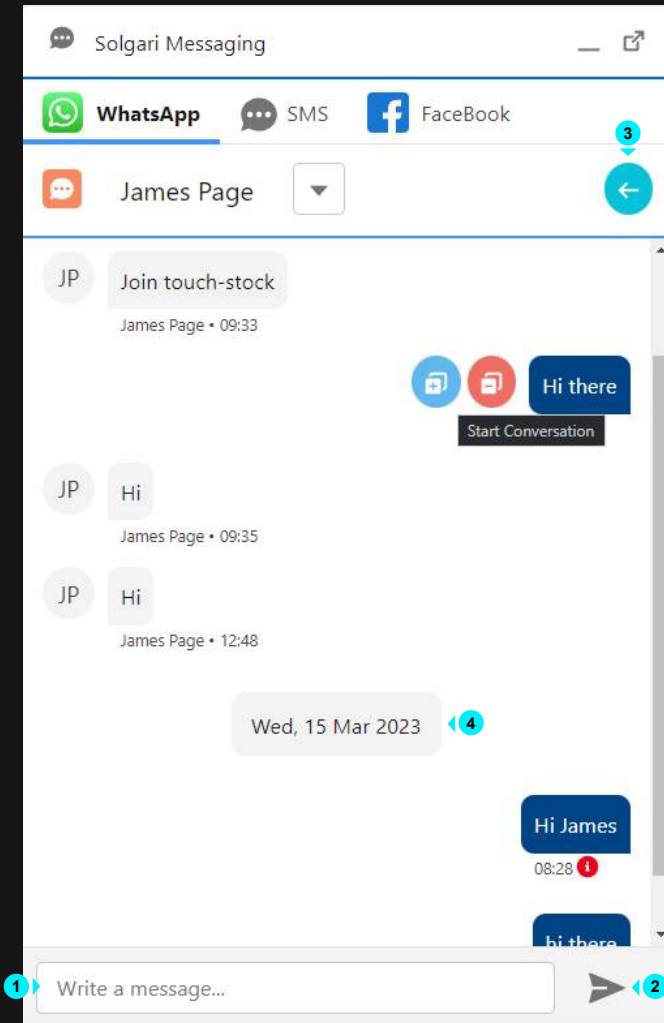 Solgari Messaging
WhatsApp SMS FaceBook
3
James Page
JP Join touch-stock
James Page • 09:33
Hi there
Start Conversation
JP Hi
James Page • 09:35
JP Hi
James Page • 12:48
Wed, 15 Mar 2023 4
Hi James
08:28
hi there
1 Write a message... 2